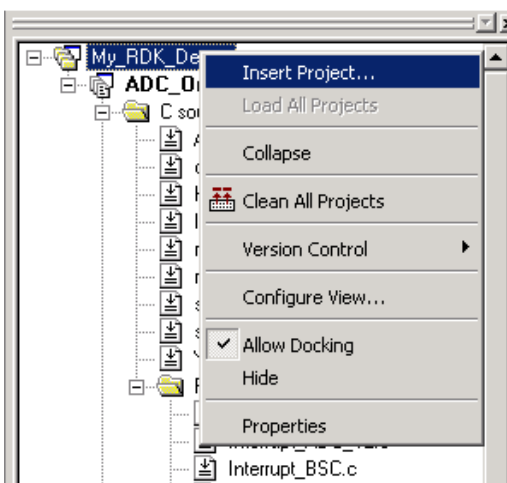 My_RDK_De
ADC_O
C sou
Insert Project...
Load All Projects
Collapse
Clean All Projects
Version Control
Configure View...
Allow Docking
Hide
Properties
Interrupt_BSC.c